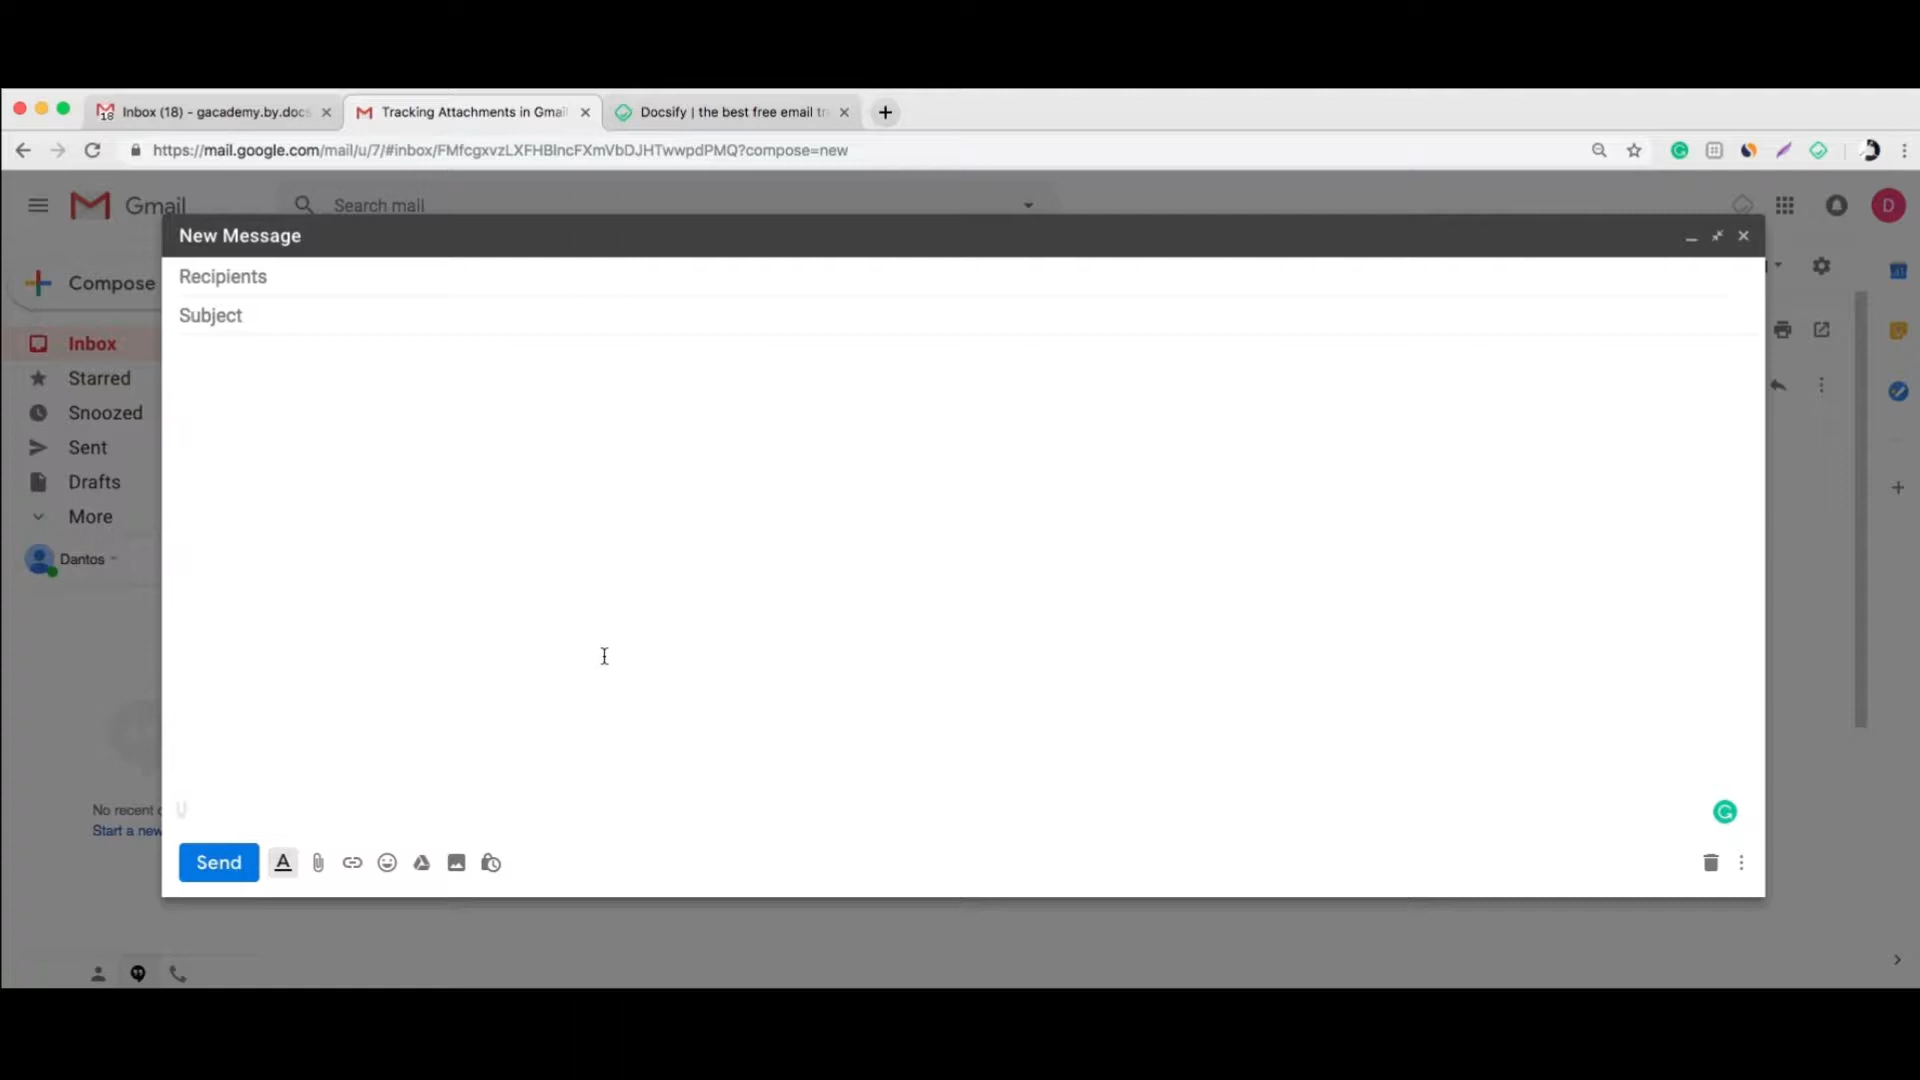 Inbox (18) - gacademy.by.docs
Tracking Attachments in Gmai
Docsify | the best free email tr
https://mail.google.com/mail/u/7/#inbox/FMfcgxvzLXFHBlncFXmVbDJHTwwpdPMQ?compose=new
Gmail
Search mail
D
New Message
Recipients
Subject
Compose
Inbox
Starred
Snoozed
Sent
Drafts
More
Dantos
No recent
Start a new
Send